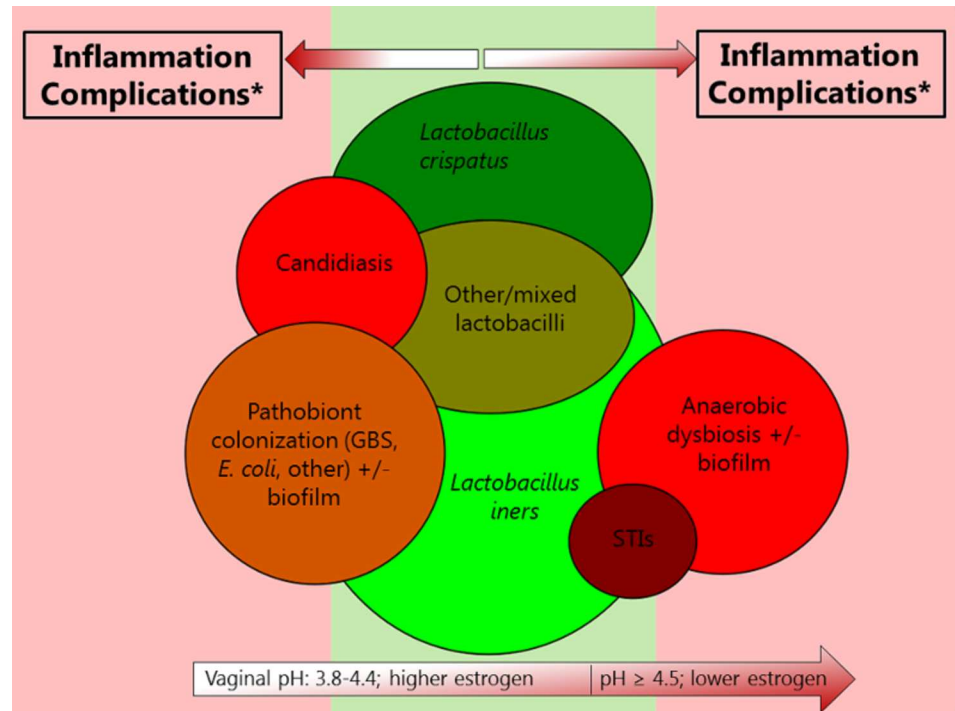 Inflammation
Complications*
Inflammation
Complications*
Lactobacillus
crispatus
Candidiasis
Other/mixed
lactobacilli
Pathobiont
colonization (GBS,
E. coli, other) +/-
biofilm
Anaerobic
dysbiosis +/-
biofilm
Lactobacillus
iners
STIs
Vaginal pH: 3.8-4.4; higher estrogen
pH ≥ 4.5; lower estrogen